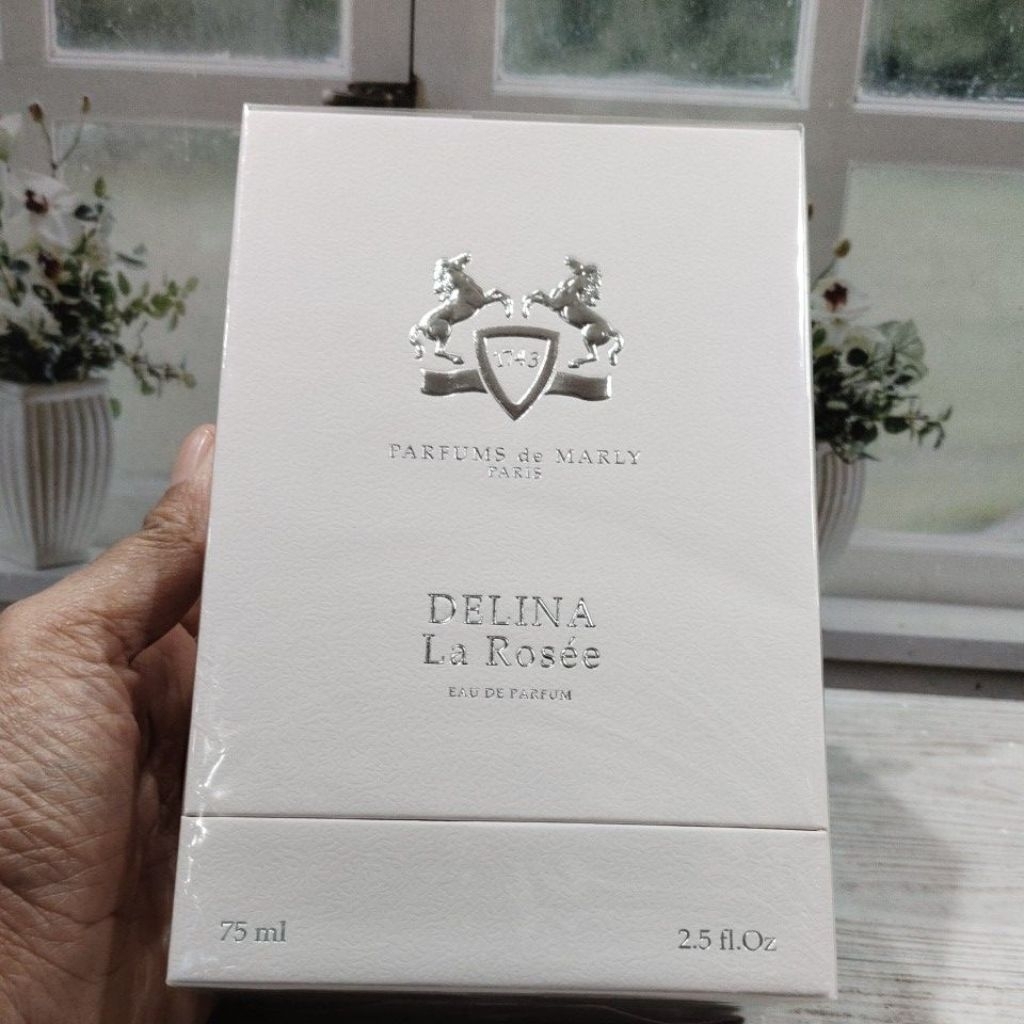 1743
PARFUMS de MARLY
PARIS
DELINA
La Rosée
EAU DE PARFUM
75 ml
2.5 fl.Oz